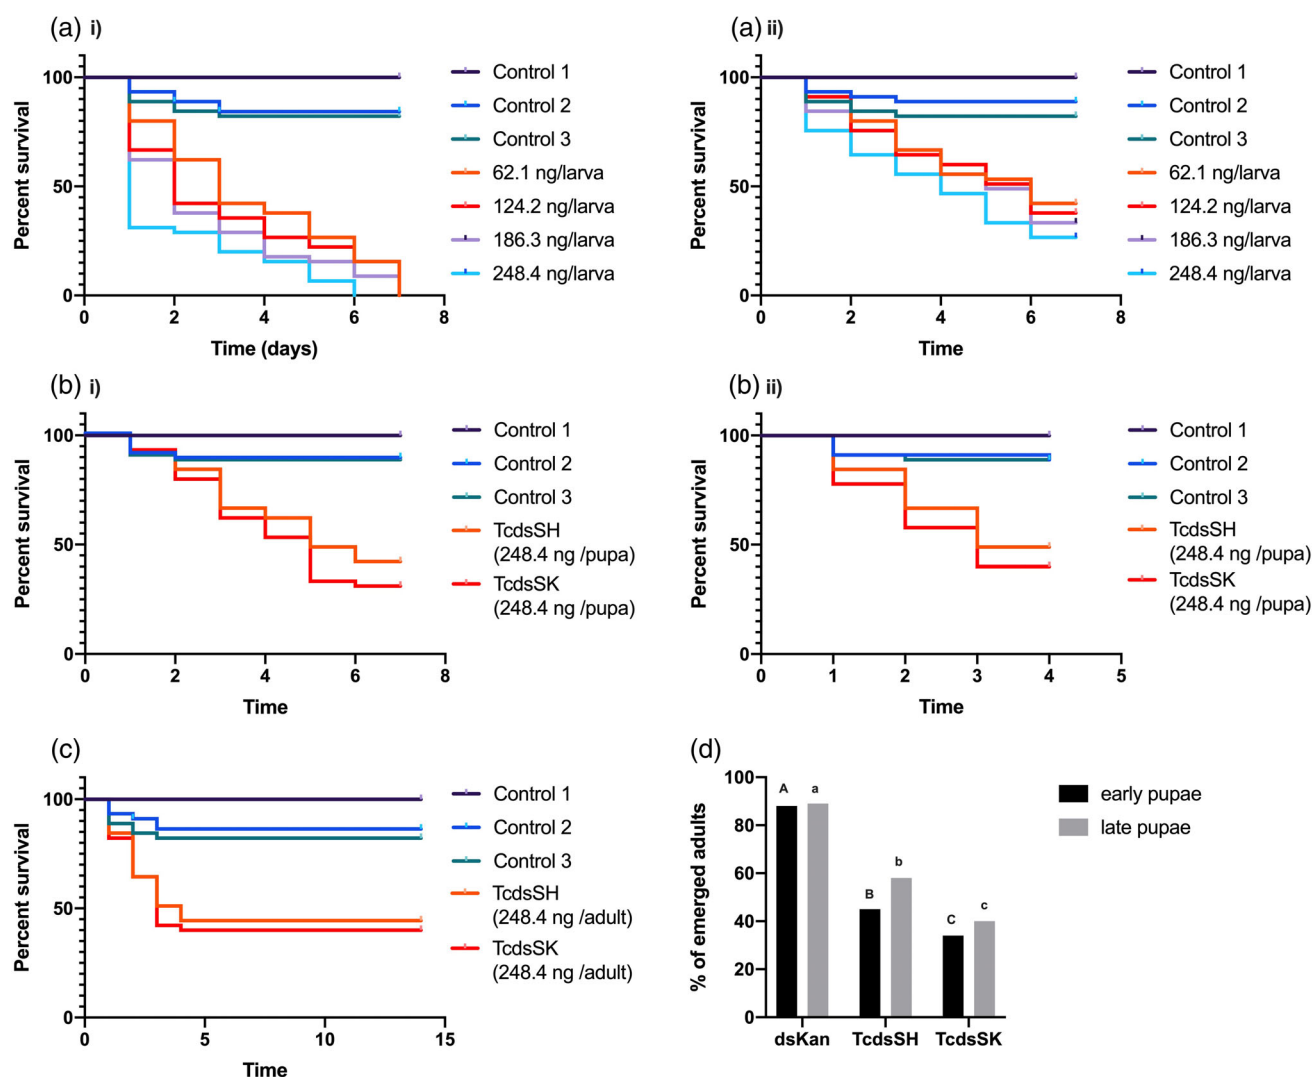 (a) i)
Percent survival
100
50
0
0 2 4 6 8
Time (days)
Control 1
Control 2
Control 3
62.1 ng/larva
124.2 ng/larva
186.3 ng/larva
248.4 ng/larva
(a) ii)
Percent survival
100
50
0
0 2 4 6 8
Time
Control 1
Control 2
Control 3
62.1 ng/larva
124.2 ng/larva
186.3 ng/larva
248.4 ng/larva
(b) i)
Percent survival
100
50
0
0 2 4 6 8
Time
Control 1
Control 2
Control 3
TcdsSH
(248.4 ng /pupa)
TcdsSK
(248.4 ng /pupa)
(b) ii)
Percent survival
100
50
0
0 1 2 3 4 5
Time
Control 1
Control 2
Control 3
TcdsSH
(248.4 ng /pupa)
TcdsSK
(248.4 ng /pupa)
(c)
Percent survival
100
50
0
0 5 10 15
Time
Control 1
Control 2
Control 3
TcdsSH
(248.4 ng /adult)
TcdsSK
(248.4 ng /adult)
(d)
% of emerged adults
100
80
60
40
20
0
A a
B b
C c
dsKan TcdsSH TcdsSK
early pupae
late pupae